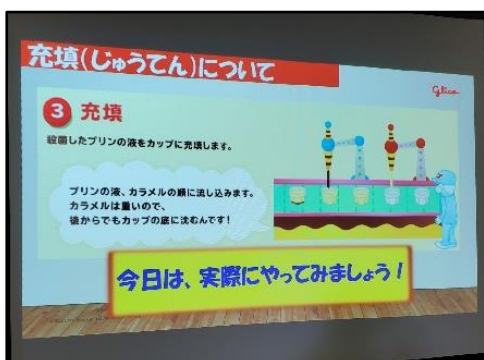 充填(じゅうてん)について
Glico
3 充填
殺菌したプリンの液をカップに充填します。
プリンの液、カラメルの順に流し込みます。
カラメルは重いので、
後からでもカップの底に沈むんです!
今日は、実際にやってみましょう!